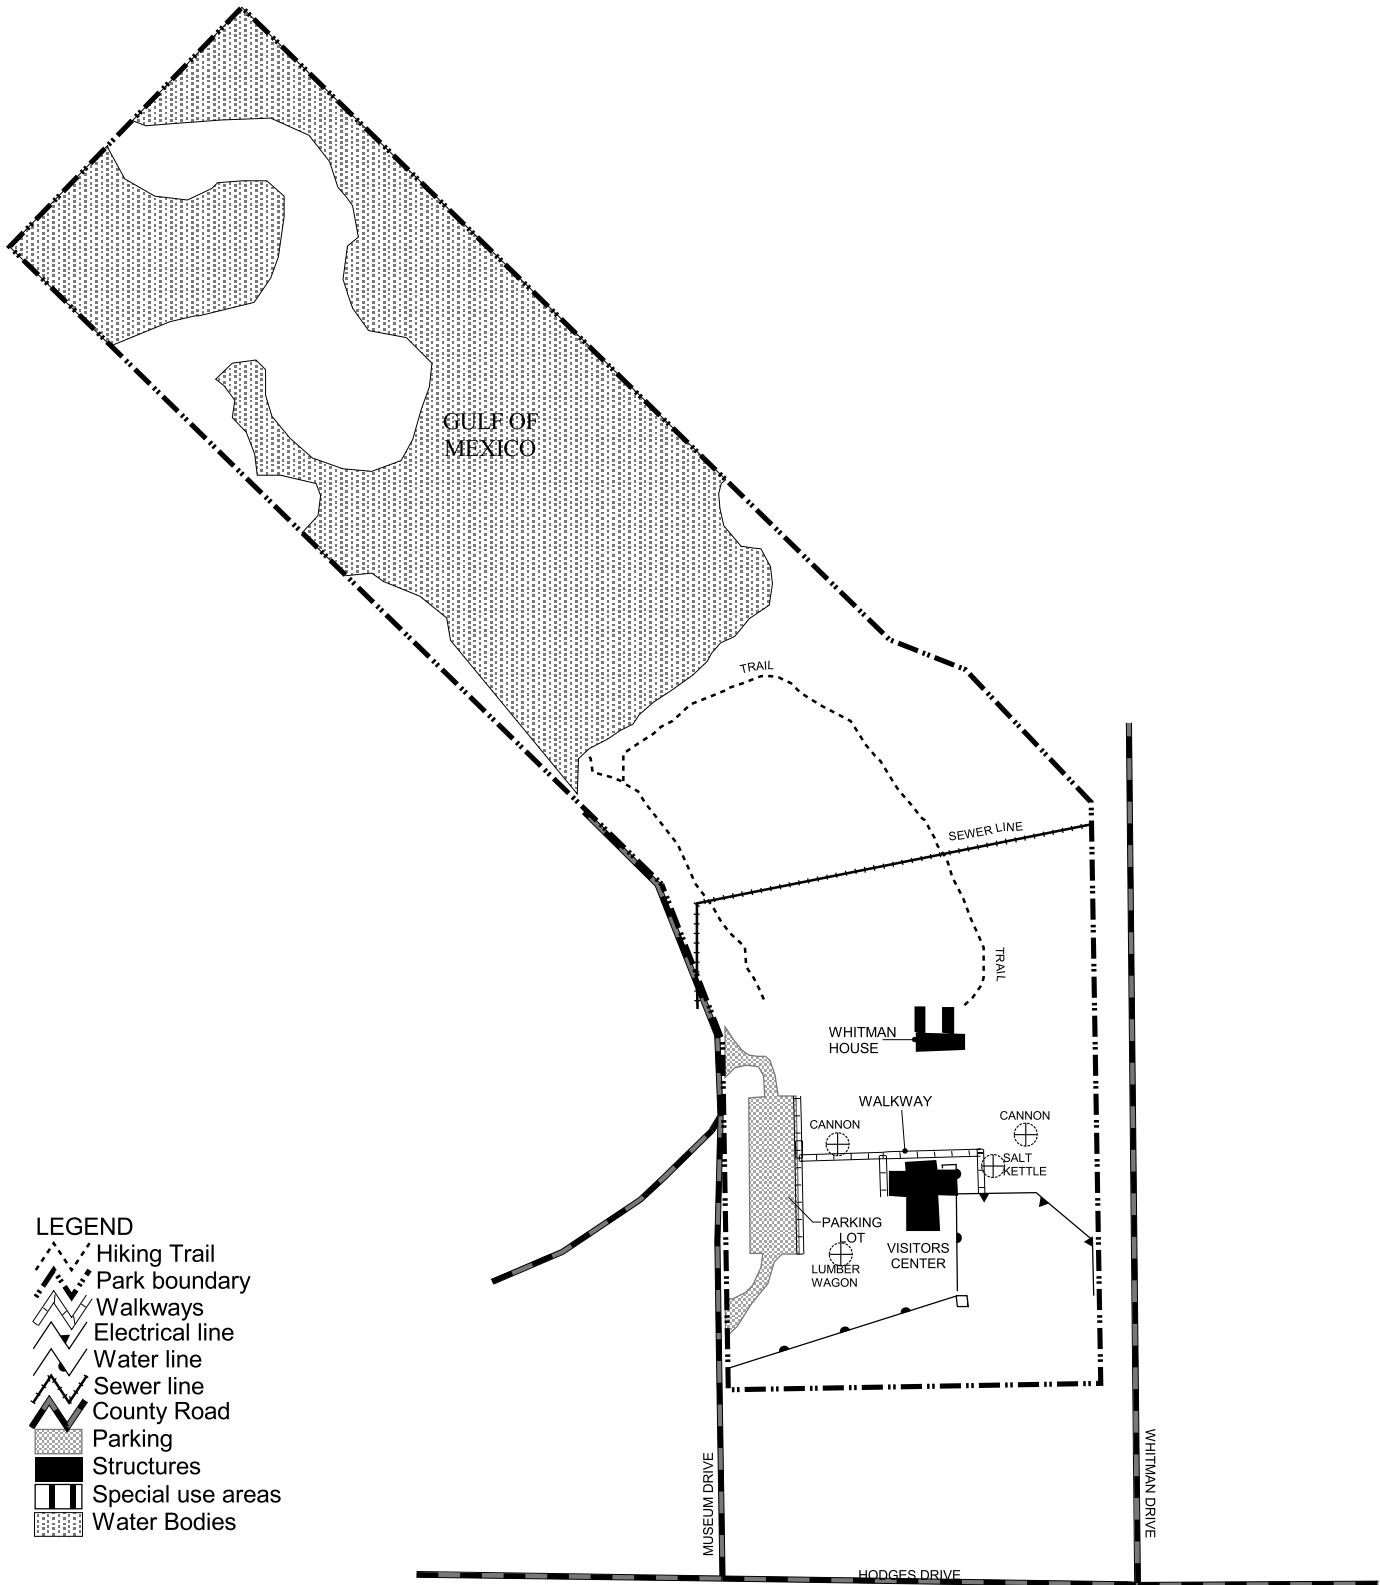 GULF OF
MEXICO
TRAIL
SEWER LINE
TRAIL
WHITMAN
HOUSE
WALKWAY
CANNON
CANNON
SALT
KETTLE
PARKING
LOT
VISITORS
CENTER
LUMBER
WAGON
LEGEND
Hiking Trail
Park boundary
Walkways
Electrical line
Water line
Sewer line
County Road
Parking
Structures
Special use areas
Water Bodies
MUSEUM DRIVE
WHITMAN DRIVE
HODGES DRIVE